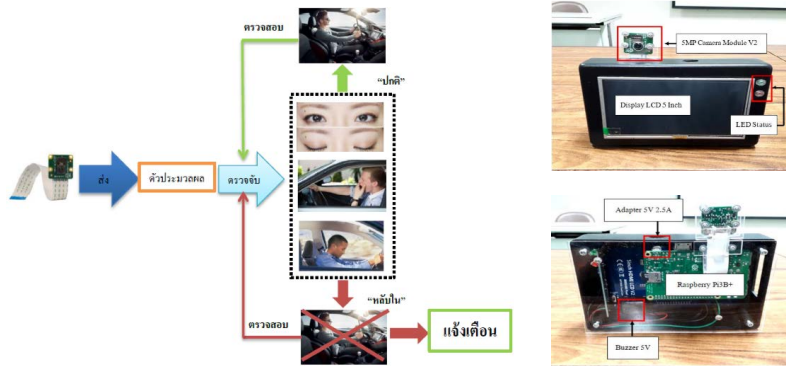 ตรวจสอบ
“ปกติ”
ส่ง
ตัวประมวลผล
ตรวจจับ
“หลับใน”
ตรวจสอบ
แจ้งเตือน
5MP Camera Module V2
Display LCD 5 Inch
LED Status
Adapter 5V 2.5A
Raspberry Pi3B+
Buzzer 5V